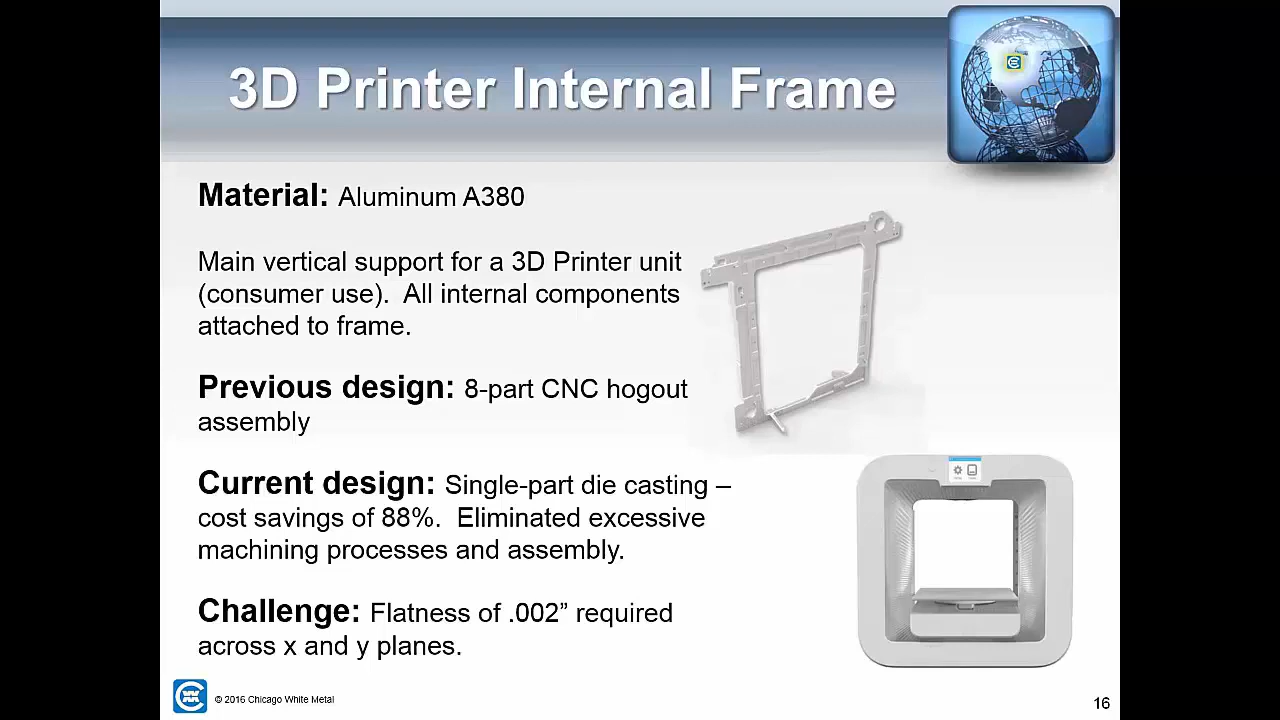 3D Printer Internal Frame
Material: Aluminum A380
Main vertical support for a 3D Printer unit
(consumer use).  All internal components
attached to frame.
Previous design: 8-part CNC hogout
assembly
Current design: Single-part die casting –
cost savings of 88%.  Eliminated excessive
machining processes and assembly.
Challenge: Flatness of .002” required
across x and y planes.
© 2016 Chicago White Metal
16